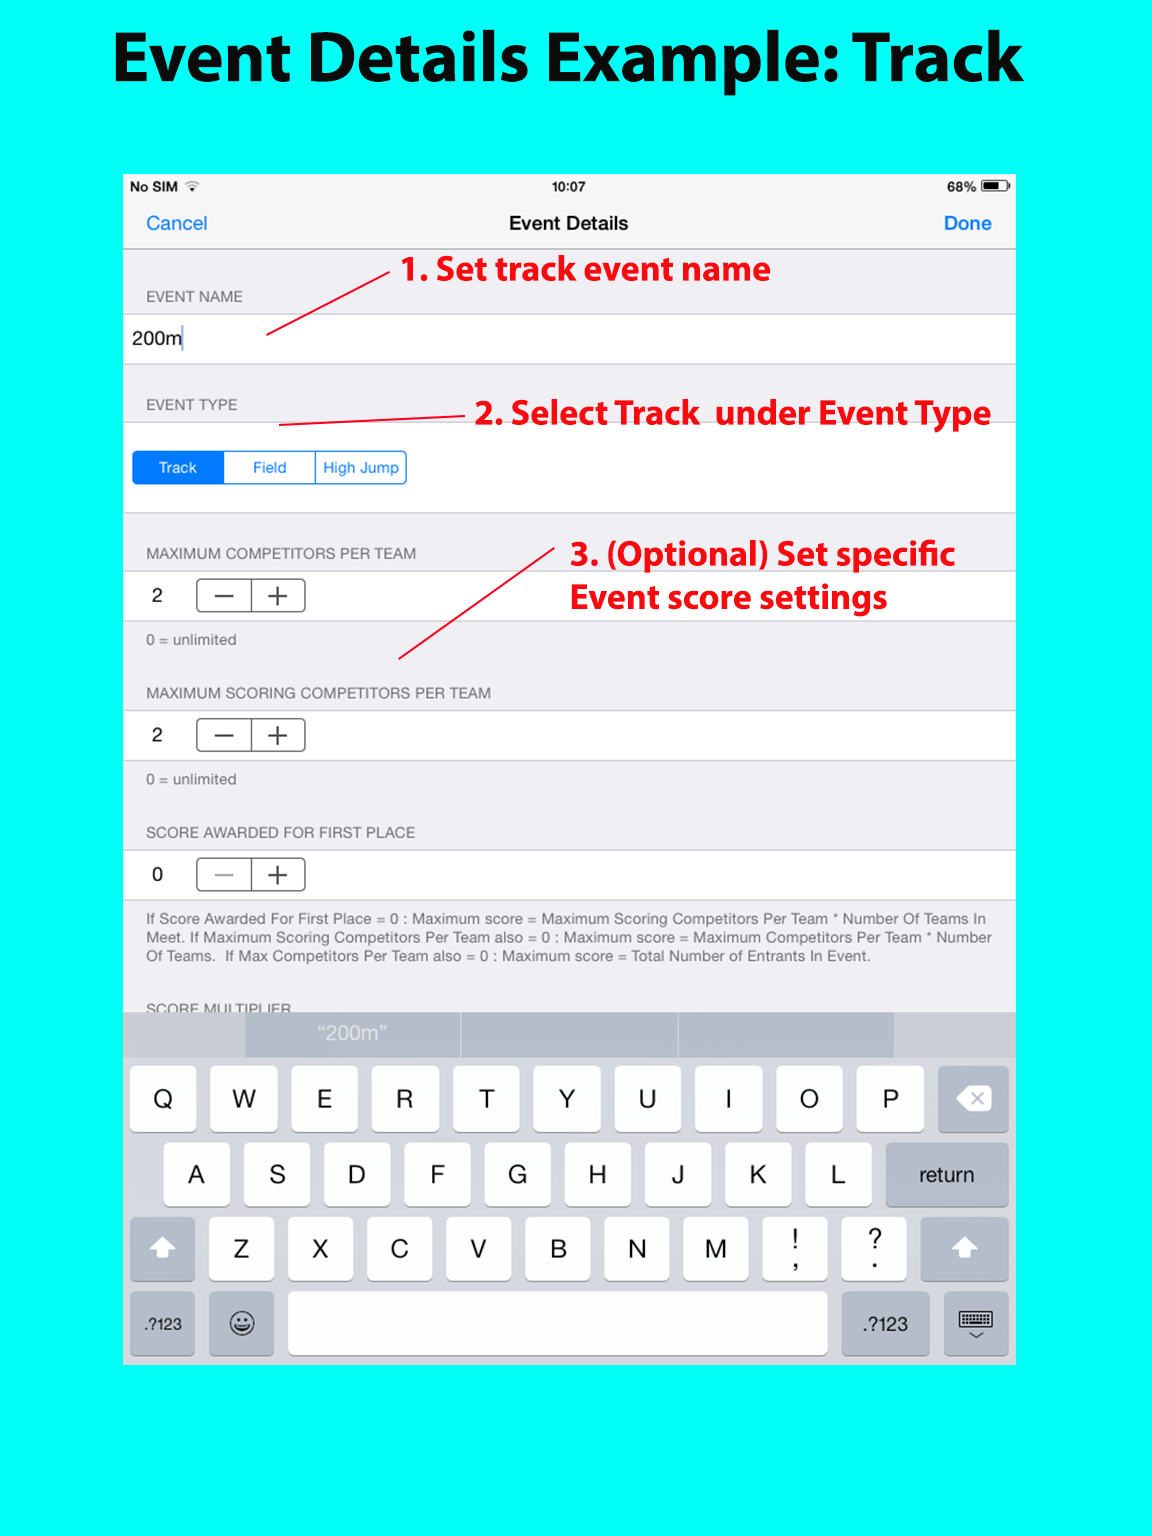 Event Details Example: Track
No SIM 10:07 68%
Cancel Event Details Done
1. Set track event name
EVENT NAME
200m
EVENT TYPE
2. Select Track  under Event Type
Track Field High Jump
MAXIMUM COMPETITORS PER TEAM
3. (Optional) Set specific
Event score settings
2 − +
0 = unlimited
MAXIMUM SCORING COMPETITORS PER TEAM
2 − +
0 = unlimited
SCORE AWARDED FOR FIRST PLACE
0 − +
If Score Awarded For First Place = 0 : Maximum score = Maximum Scoring Competitors Per Team * Number Of Teams In
Meet. If Maximum Scoring Competitors Per Team also = 0 : Maximum score = Maximum Competitors Per Team * Number
Of Teams.  If Max Competitors Per Team also = 0 : Maximum score = Total Number of Entrants In Event.
SCORE MULTIPLIER
“200m”
Q W E R T Y U I O P
A S D F G H J K L return
Z X C V B N M ! , ? .
.?123 .?123